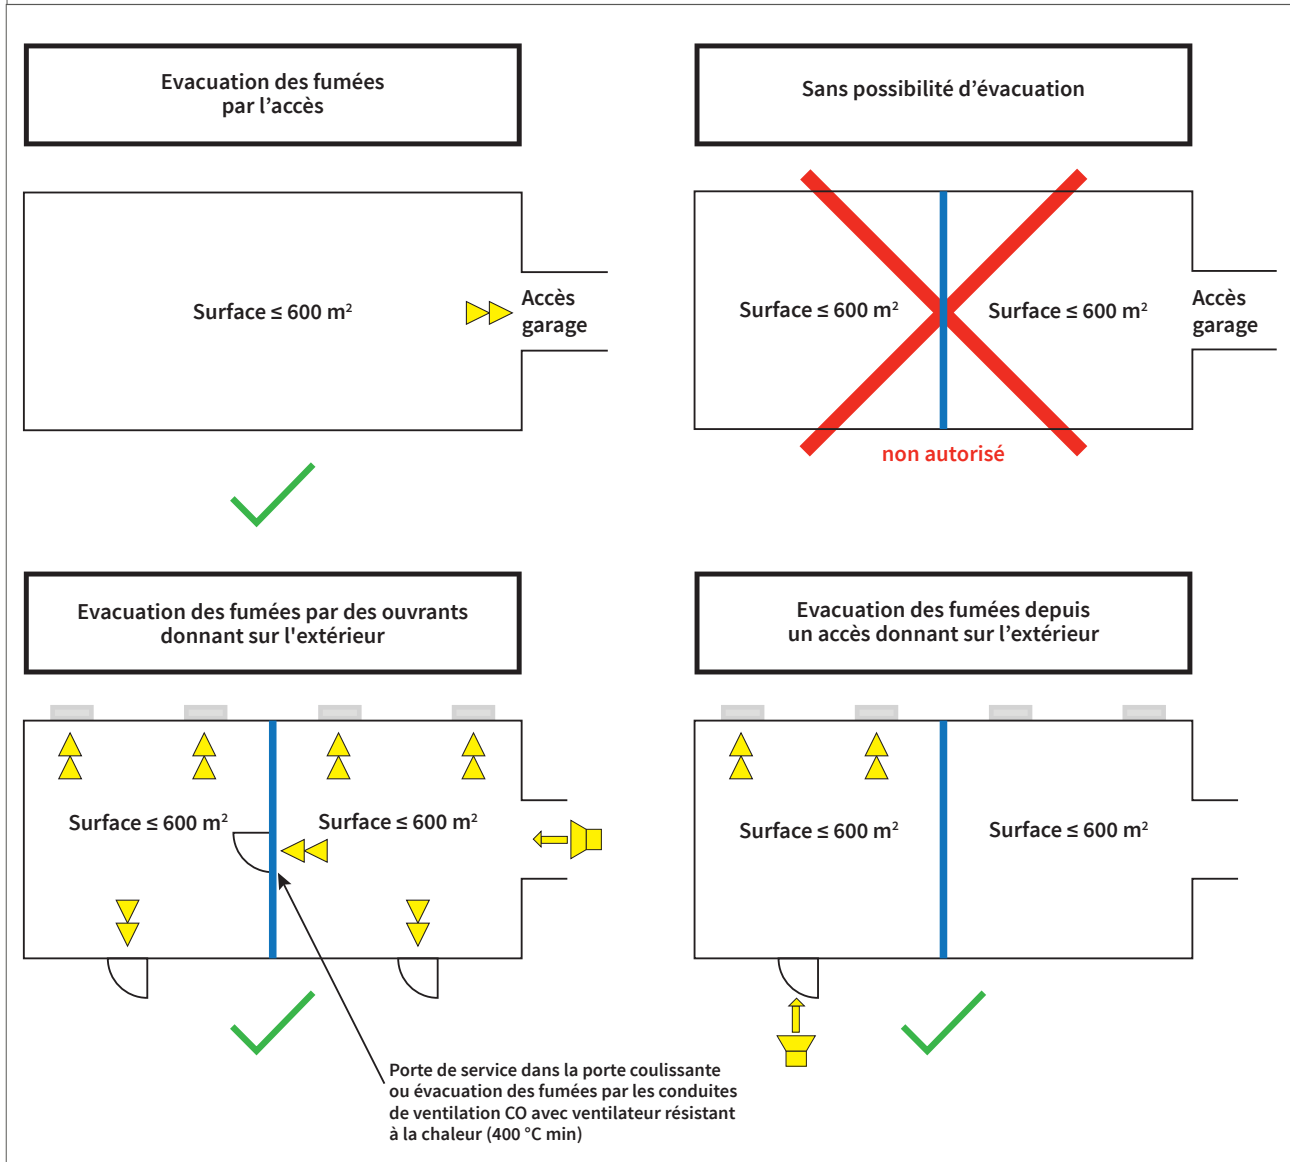 Evacuation des fumées
par l’accès
Sans possibilité d’évacuation
Surface ≤ 600 m²
Accès
garage
Surface ≤ 600 m²
Surface ≤ 600 m²
Accès
garage
non autorisé
Evacuation des fumées par des ouvrants
donnant sur l'extérieur
Evacuation des fumées depuis
un accès donnant sur l’extérieur
Surface ≤ 600 m²
Surface ≤ 600 m²
Surface ≤ 600 m²
Surface ≤ 600 m²
Porte de service dans la porte coulissante
ou évacuation des fumées par les conduites
de ventilation CO avec ventilateur résistant
à la chaleur (400 °C min)